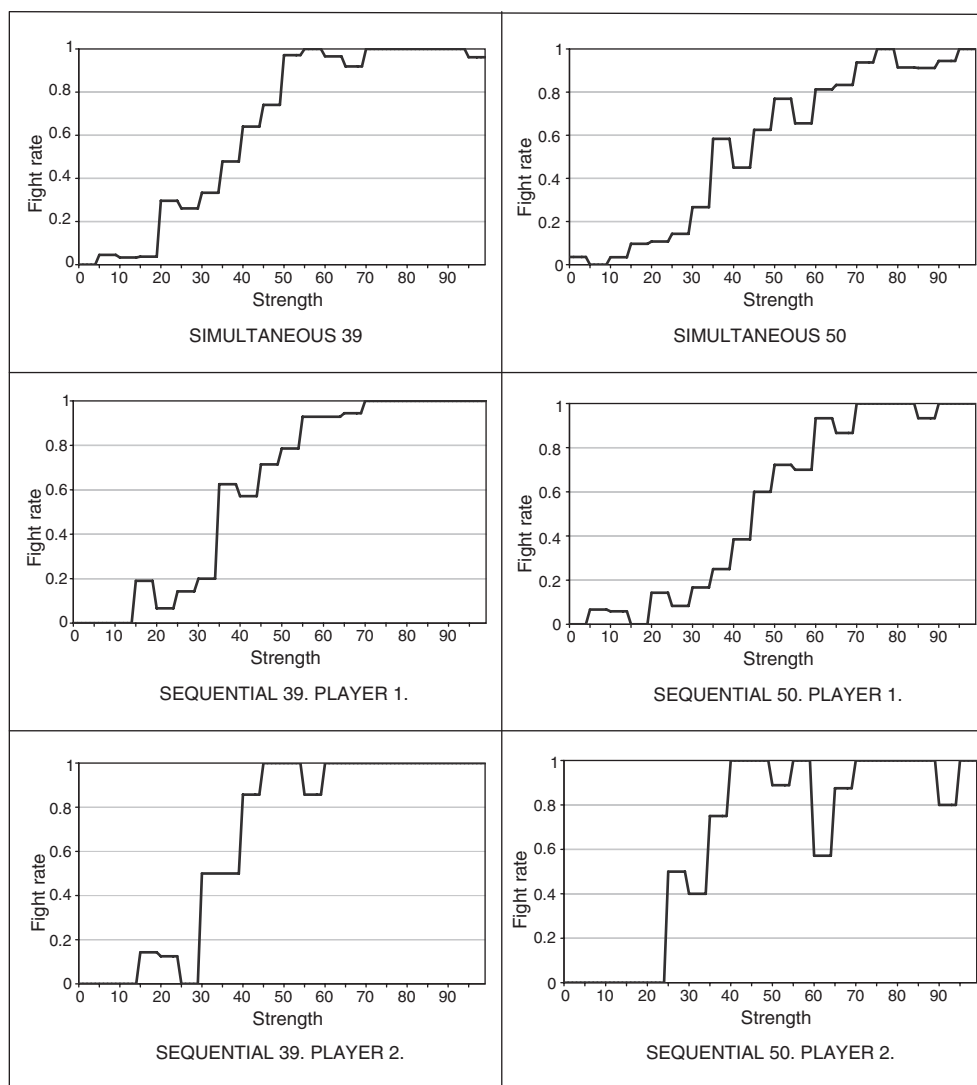 1
0.8
0.6
0.4
0.2
0
Fight rate
0 10 20 30 40 50 60 70 80 90
Strength
SIMULTANEOUS 39
1
0.8
0.6
0.4
0.2
0
Fight rate
0 10 20 30 40 50 60 70 80 90
Strength
SIMULTANEOUS 50
1
0.8
0.6
0.4
0.2
0
Fight rate
0 10 20 30 40 50 60 70 80 90
Strength
SEQUENTIAL 39. PLAYER 1.
1
0.8
0.6
0.4
0.2
0
Fight rate
0 10 20 30 40 50 60 70 80 90
Strength
SEQUENTIAL 50. PLAYER 1.
1
0.8
0.6
0.4
0.2
0
Fight rate
0 10 20 30 40 50 60 70 80 90
Strength
SEQUENTIAL 39. PLAYER 2.
1
0.8
0.6
0.4
0.2
0
Fight rate
0 10 20 30 40 50 60 70 80 90
Strength
SEQUENTIAL 50. PLAYER 2.